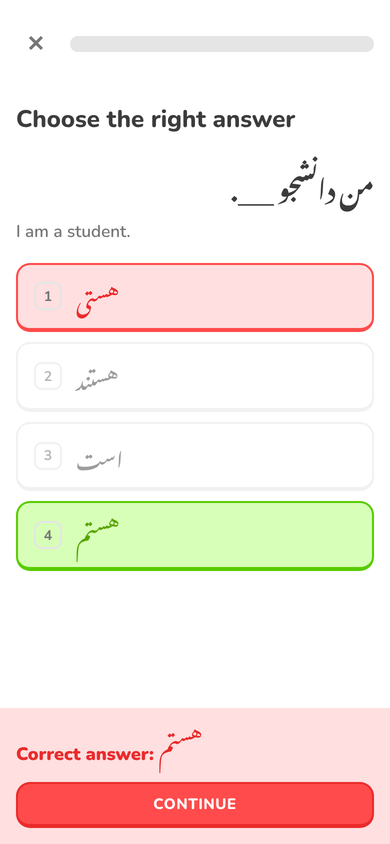 ✕
Choose the right answer
من دانشجو ___.
I am a student.
1 هستی
2 هستند
3 است
4 هستم
Correct answer: هستم
CONTINUE